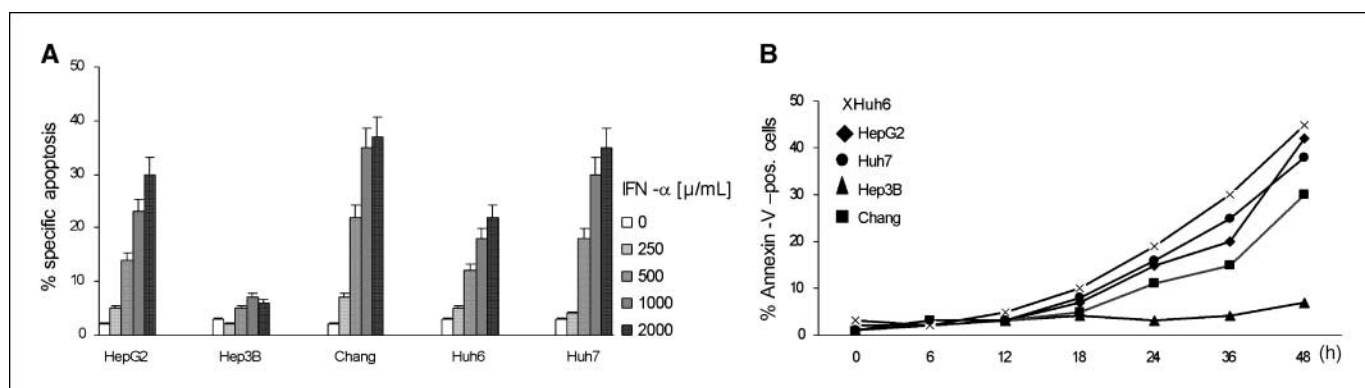 A
50
40
30
20
10
0
% specific apoptosis
HepG2
Hep3B
Chang
Huh6
Huh7
IFN -α [µ/mL]
0
250
500
1000
2000
B
50
40
30
20
10
0
% Annexin -V –pos. cells
Huh6
HepG2
Huh7
Hep3B
Chang
0
6
12
18
24
36
48
(h)